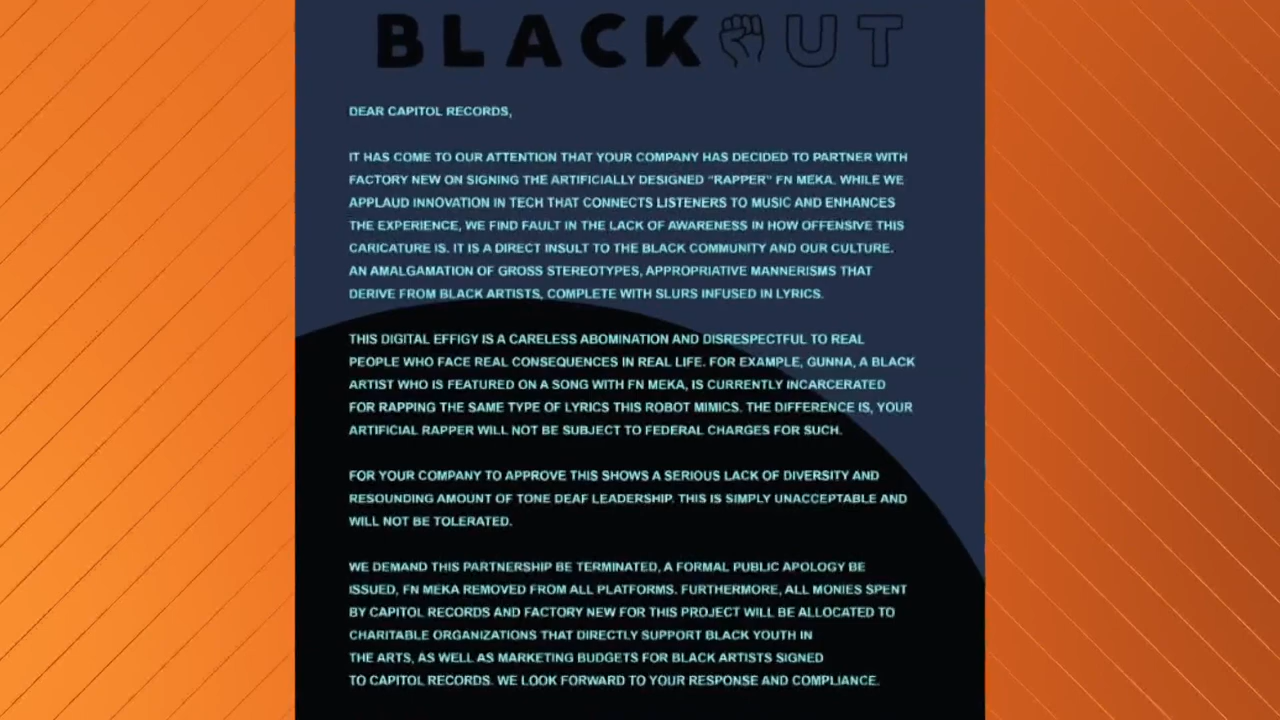 BLACKOUT
DEAR CAPITOL RECORDS,
IT HAS COME TO OUR ATTENTION THAT YOUR COMPANY HAS DECIDED TO PARTNER WITH
FACTORY NEW ON SIGNING THE ARTIFICIALLY DESIGNED "RAPPER" FN MEKA. WHILE WE
APPLAUD INNOVATION IN TECH THAT CONNECTS LISTENERS TO MUSIC AND ENHANCES
THE EXPERIENCE, WE FIND FAULT IN THE LACK OF AWARENESS IN HOW OFFENSIVE THIS
CARICATURE IS. IT IS A DIRECT INSULT TO THE BLACK COMMUNITY AND OUR CULTURE.
AN AMALGAMATION OF GROSS STEREOTYPES, APPROPRIATIVE MANNERISMS THAT
DERIVE FROM BLACK ARTISTS, COMPLETE WITH SLURS INFUSED IN LYRICS.
THIS DIGITAL EFFIGY IS A CARELESS ABOMINATION AND DISRESPECTFUL TO REAL
PEOPLE WHO FACE REAL CONSEQUENCES IN REAL LIFE. FOR EXAMPLE, GUNNA, A BLACK
ARTIST WHO IS FEATURED ON A SONG WITH FN MEKA, IS CURRENTLY INCARCERATED
FOR RAPPING THE SAME TYPE OF LYRICS THIS ROBOT MIMICS. THE DIFFERENCE IS, YOUR
ARTIFICIAL RAPPER WILL NOT BE SUBJECT TO FEDERAL CHARGES FOR SUCH.
FOR YOUR COMPANY TO APPROVE THIS SHOWS A SERIOUS LACK OF DIVERSITY AND
RESOUNDING AMOUNT OF TONE DEAF LEADERSHIP. THIS IS SIMPLY UNACCEPTABLE AND
WILL NOT BE TOLERATED.
WE DEMAND THIS PARTNERSHIP BE TERMINATED, A FORMAL PUBLIC APOLOGY BE
ISSUED, FN MEKA REMOVED FROM ALL PLATFORMS. FURTHERMORE, ALL MONIES SPENT
BY CAPITOL RECORDS AND FACTORY NEW FOR THIS PROJECT WILL BE ALLOCATED TO
CHARITABLE ORGANIZATIONS THAT DIRECTLY SUPPORT BLACK YOUTH IN
THE ARTS, AS WELL AS MARKETING BUDGETS FOR BLACK ARTISTS SIGNED
TO CAPITOL RECORDS. WE LOOK FORWARD TO YOUR RESPONSE AND COMPLIANCE.